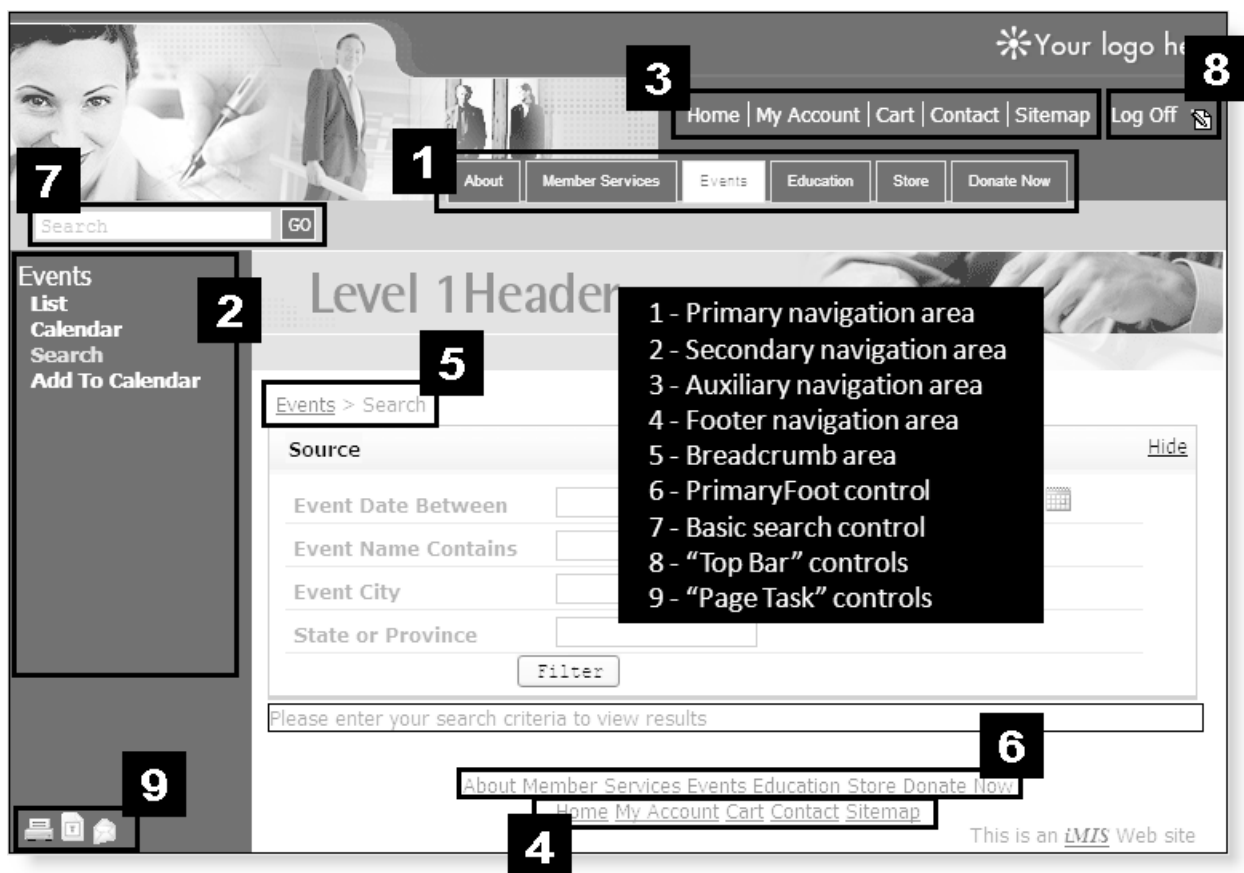 Your logo he
8
3
Home | My Account | Cart | Contact | Sitemap
Log Off
1
About
Member Services
Events
Education
Store
Donate Now
7
Search
GO
Events
List
Calendar
Search
Add To Calendar
2
Level 1Header
5
Events > Search
1 - Primary navigation area
2 - Secondary navigation area
3 - Auxiliary navigation area
4 - Footer navigation area
5 - Breadcrumb area
6 - PrimaryFoot control
7 - Basic search control
8 - “Top Bar” controls
9 - “Page Task” controls
Source
Hide
Event Date Between
Event Name Contains
Event City
State or Province
Filter
Please enter your search criteria to view results
6
About Member Services Events Education Store Donate Now
Home My Account Cart Contact Sitemap
4
9
This is an iMIS Web site